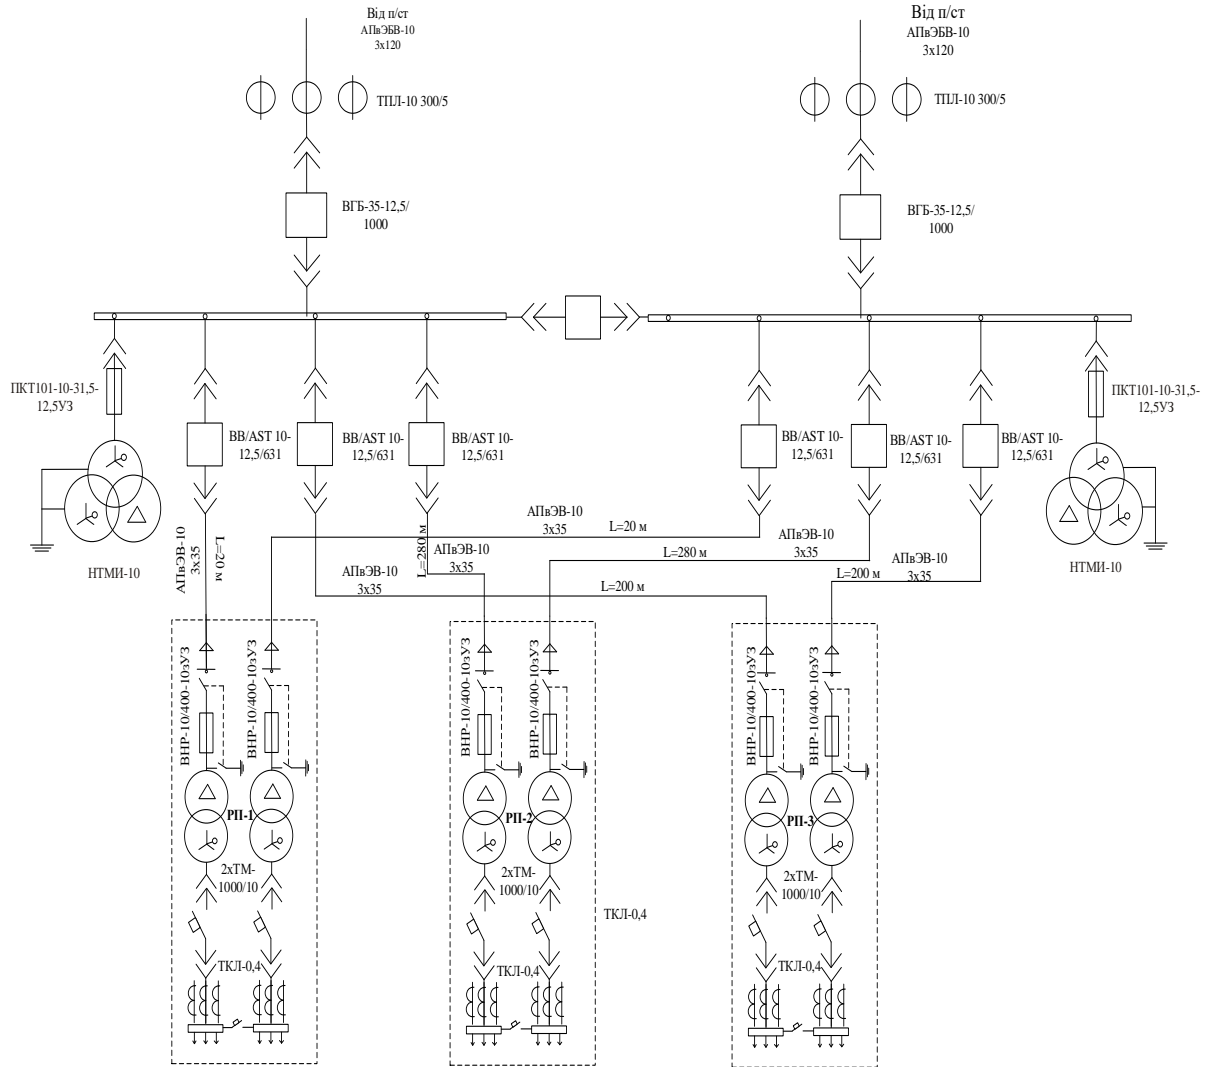 Від п/ст
АПвЭБВ-10
3х120
Від п/ст
АПвЭБВ-10
3х120
ТПЛ-10 300/5
ТПЛ-10 300/5
ВГБ-35-12,5/
1000
ВГБ-35-12,5/
1000
ПКТ101-10-31,5-
12,5УЗ
ПКТ101-10-31,5-
12,5УЗ
ВВ/AST 10-
12,5/631
ВВ/AST 10-
12,5/631
ВВ/AST 10-
12,5/631
ВВ/AST 10-
12,5/631
ВВ/AST 10-
12,5/631
ВВ/AST 10-
12,5/631
НТМИ-10
НТМИ-10
АПвЭВ-10
3х35
L=20 м
L=280 м
АПвЭВ-10
3х35
АПвЭВ-10
3х35
L=20 м
АПвЭВ-10
3х35
L=280 м
АПвЭВ-10
3х35
L=200 м
АПвЭВ-10
3х35
L=200 м
ВНР-10/400-10зУЗ
ВНР-10/400-10зУЗ
ВНР-10/400-10зУЗ
ВНР-10/400-10зУЗ
ВНР-10/400-10зУЗ
ВНР-10/400-10зУЗ
РП-1
РП-2
РП-3
2хТМ-
1000/10
2хТМ-
1000/10
2хТМ-
1000/10
ТКЛ-0,4
ТКЛ-0,4
ТКЛ-0,4
ТКЛ-0,4